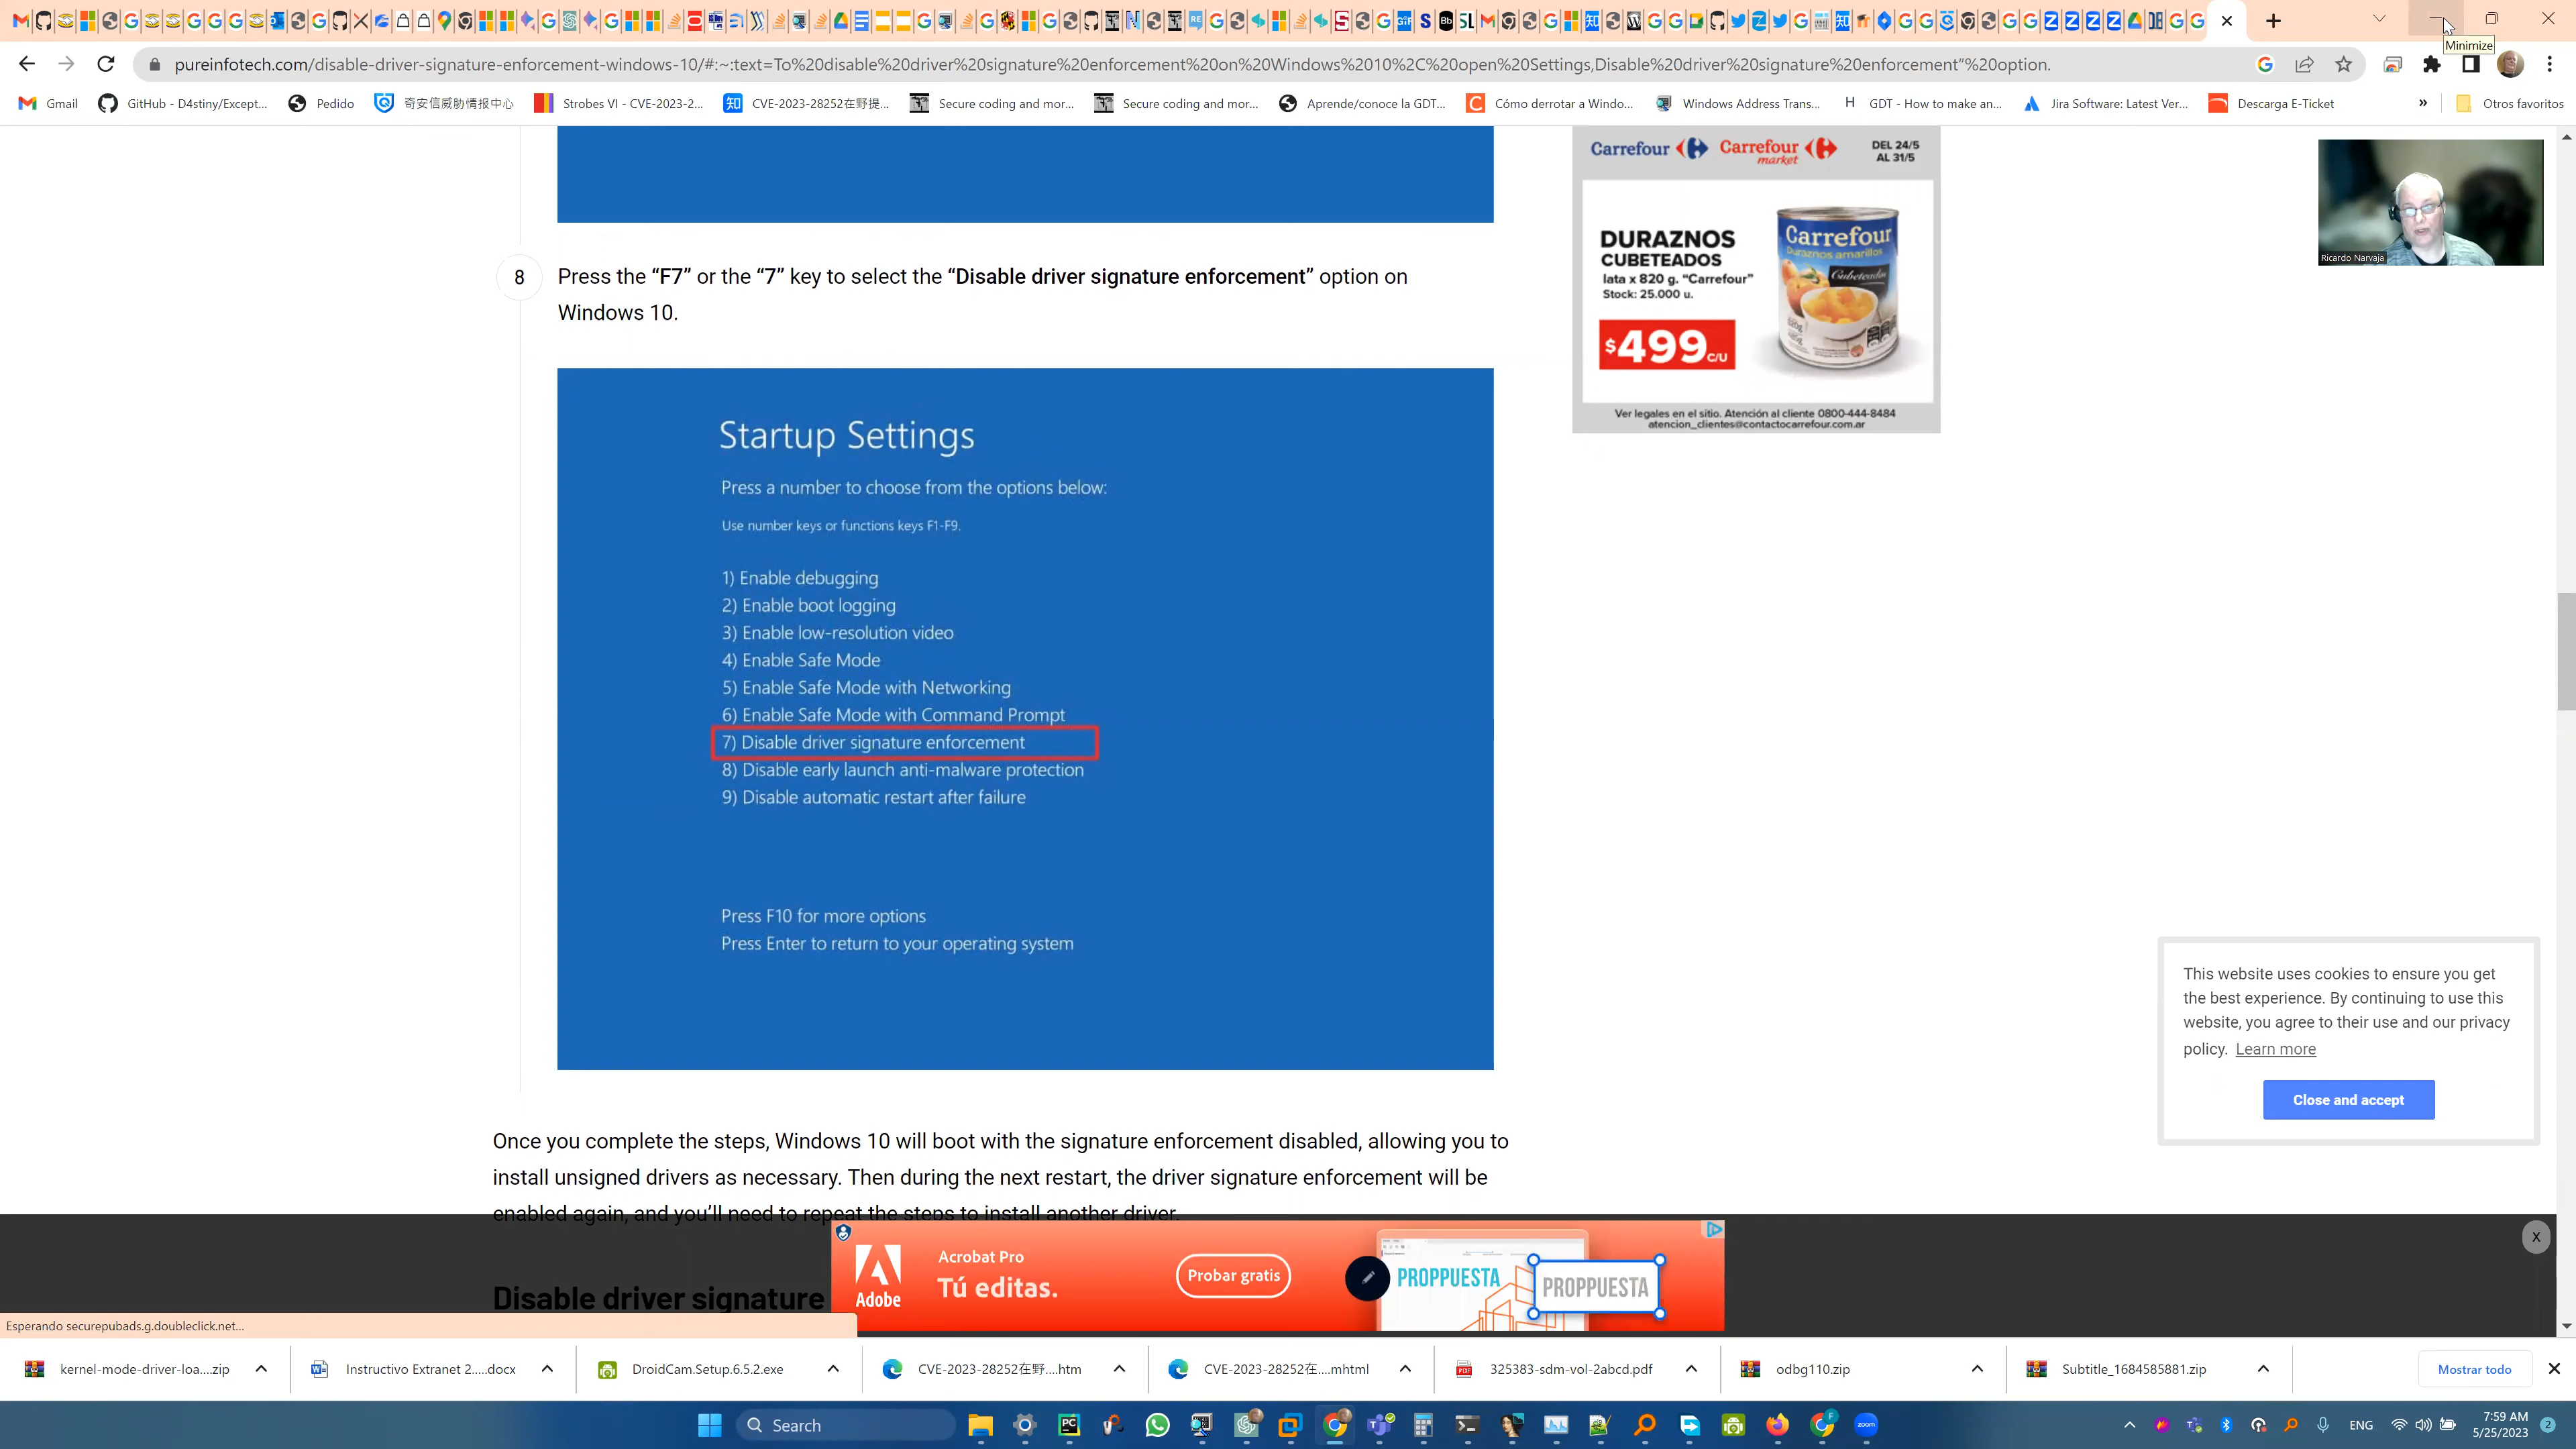 Minimize
pureinfotech.com/disable-driver-signature-enforcement-windows-10/#:~:text=To%20disable%20driver%20signature%20enforcement%20on%20Windows%2010%2C%20open%20Settings,Disable%20driver%20signature%20enforcement”%20option.
Gmail
GitHub - D4stiny/Except...
Pedido
奇安信威胁情报中心
Strobes VI - CVE-2023-2...
CVE-2023-28252在野提...
Secure coding and mor...
Secure coding and mor...
Aprende/conoce la GDT...
Cómo derrotar a Windo...
Windows Address Trans...
GDT - How to make an...
Jira Software: Latest Ver...
Descarga E-Ticket
»
Otros favoritos
Carrefour
Carrefour market
DEL 24/5
AL 31/5
DURAZNOS
CUBETEADOS
lata x 820 g. “Carrefour”
Stock: 25.000 u.
$499 C/U
Carrefour
Duraznos amarillos
Cubeteados
Ver legales en el sitio. Atención al cliente 0800-444-8484
atencion_clientes@contactocarrefour.com.ar
Ricardo Narvaja
8
Press the “F7” or the “7” key to select the “Disable driver signature enforcement” option on
Windows 10.
Startup Settings
Press a number to choose from the options below:
Use number keys or functions keys F1-F9.
1) Enable debugging
2) Enable boot logging
3) Enable low-resolution video
4) Enable Safe Mode
5) Enable Safe Mode with Networking
6) Enable Safe Mode with Command Prompt
7) Disable driver signature enforcement
8) Disable early launch anti-malware protection
9) Disable automatic restart after failure
Press F10 for more options
Press Enter to return to your operating system
This website uses cookies to ensure you get
the best experience. By continuing to use this
website, you agree to their use and our privacy
policy. Learn more
Close and accept
Once you complete the steps, Windows 10 will boot with the signature enforcement disabled, allowing you to
install unsigned drivers as necessary. Then during the next restart, the driver signature enforcement will be
enabled again, and you’ll need to repeat the steps to install another driver.
Disable driver signature
Adobe
Acrobat Pro
Tú editas.
Probar gratis
PROPPUESTA
PROPPUESTA
X
Esperando securepubads.g.doubleclick.net...
kernel-mode-driver-loa....zip
Instructivo Extranet 2.....docx
DroidCam.Setup.6.5.2.exe
CVE-2023-28252在野....htm
CVE-2023-28252在....mhtml
325383-sdm-vol-2abcd.pdf
odbg110.zip
Subtitle_1684585881.zip
Mostrar todo
Search
ENG
7:59 AM
5/25/2023
2